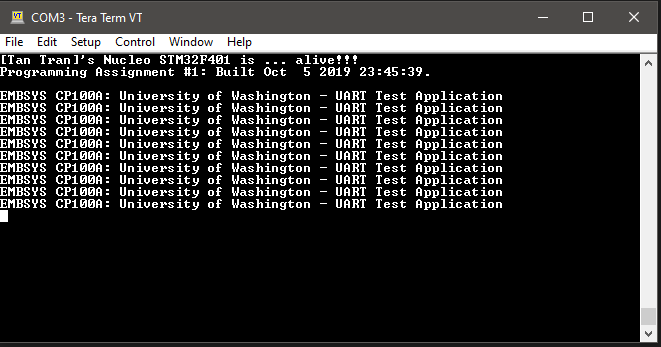 COM3 - Tera Term VT
File Edit Setup Control Window Help
[Tan Tran]'s Nucleo STM32F401 is ... alive!!!
Programming Assignment #1: Built Oct  5 2019 23:45:39.
EMBSYS CP100A: University of Washington - UART Test Application
EMBSYS CP100A: University of Washington - UART Test Application
EMBSYS CP100A: University of Washington - UART Test Application
EMBSYS CP100A: University of Washington - UART Test Application
EMBSYS CP100A: University of Washington - UART Test Application
EMBSYS CP100A: University of Washington - UART Test Application
EMBSYS CP100A: University of Washington - UART Test Application
EMBSYS CP100A: University of Washington - UART Test Application
EMBSYS CP100A: University of Washington - UART Test Application
EMBSYS CP100A: University of Washington - UART Test Application